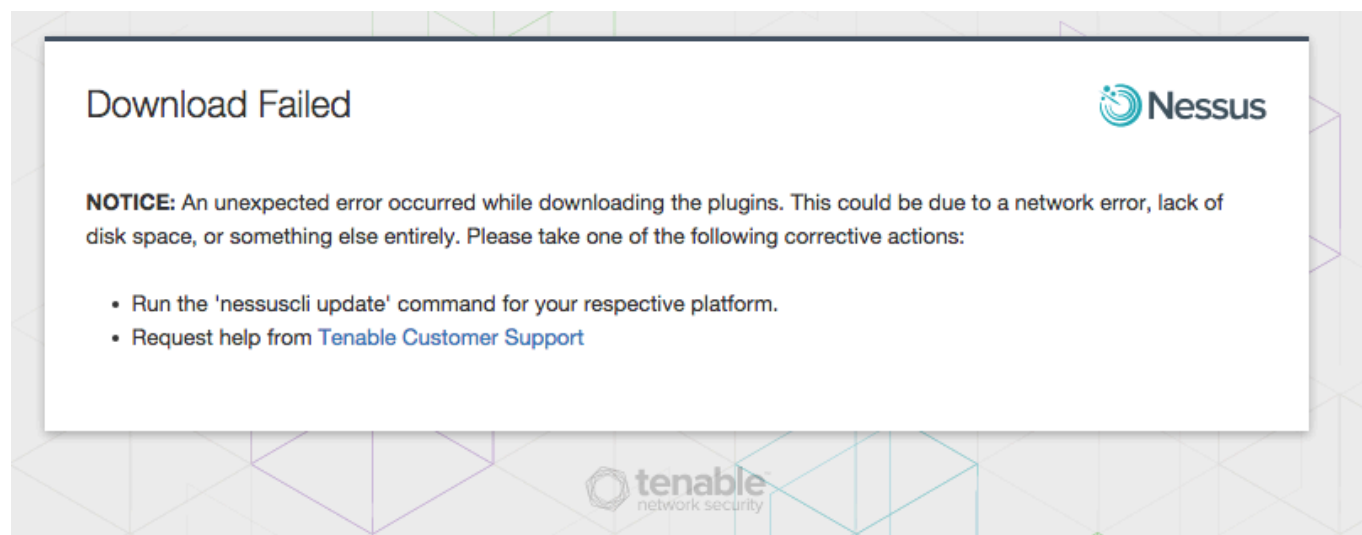 Download Failed
Nessus
NOTICE: An unexpected error occurred while downloading the plugins. This could be due to a network error, lack of
disk space, or something else entirely. Please take one of the following corrective actions:
• Run the 'nessuscli update' command for your respective platform.
• Request help from Tenable Customer Support
tenable
network security